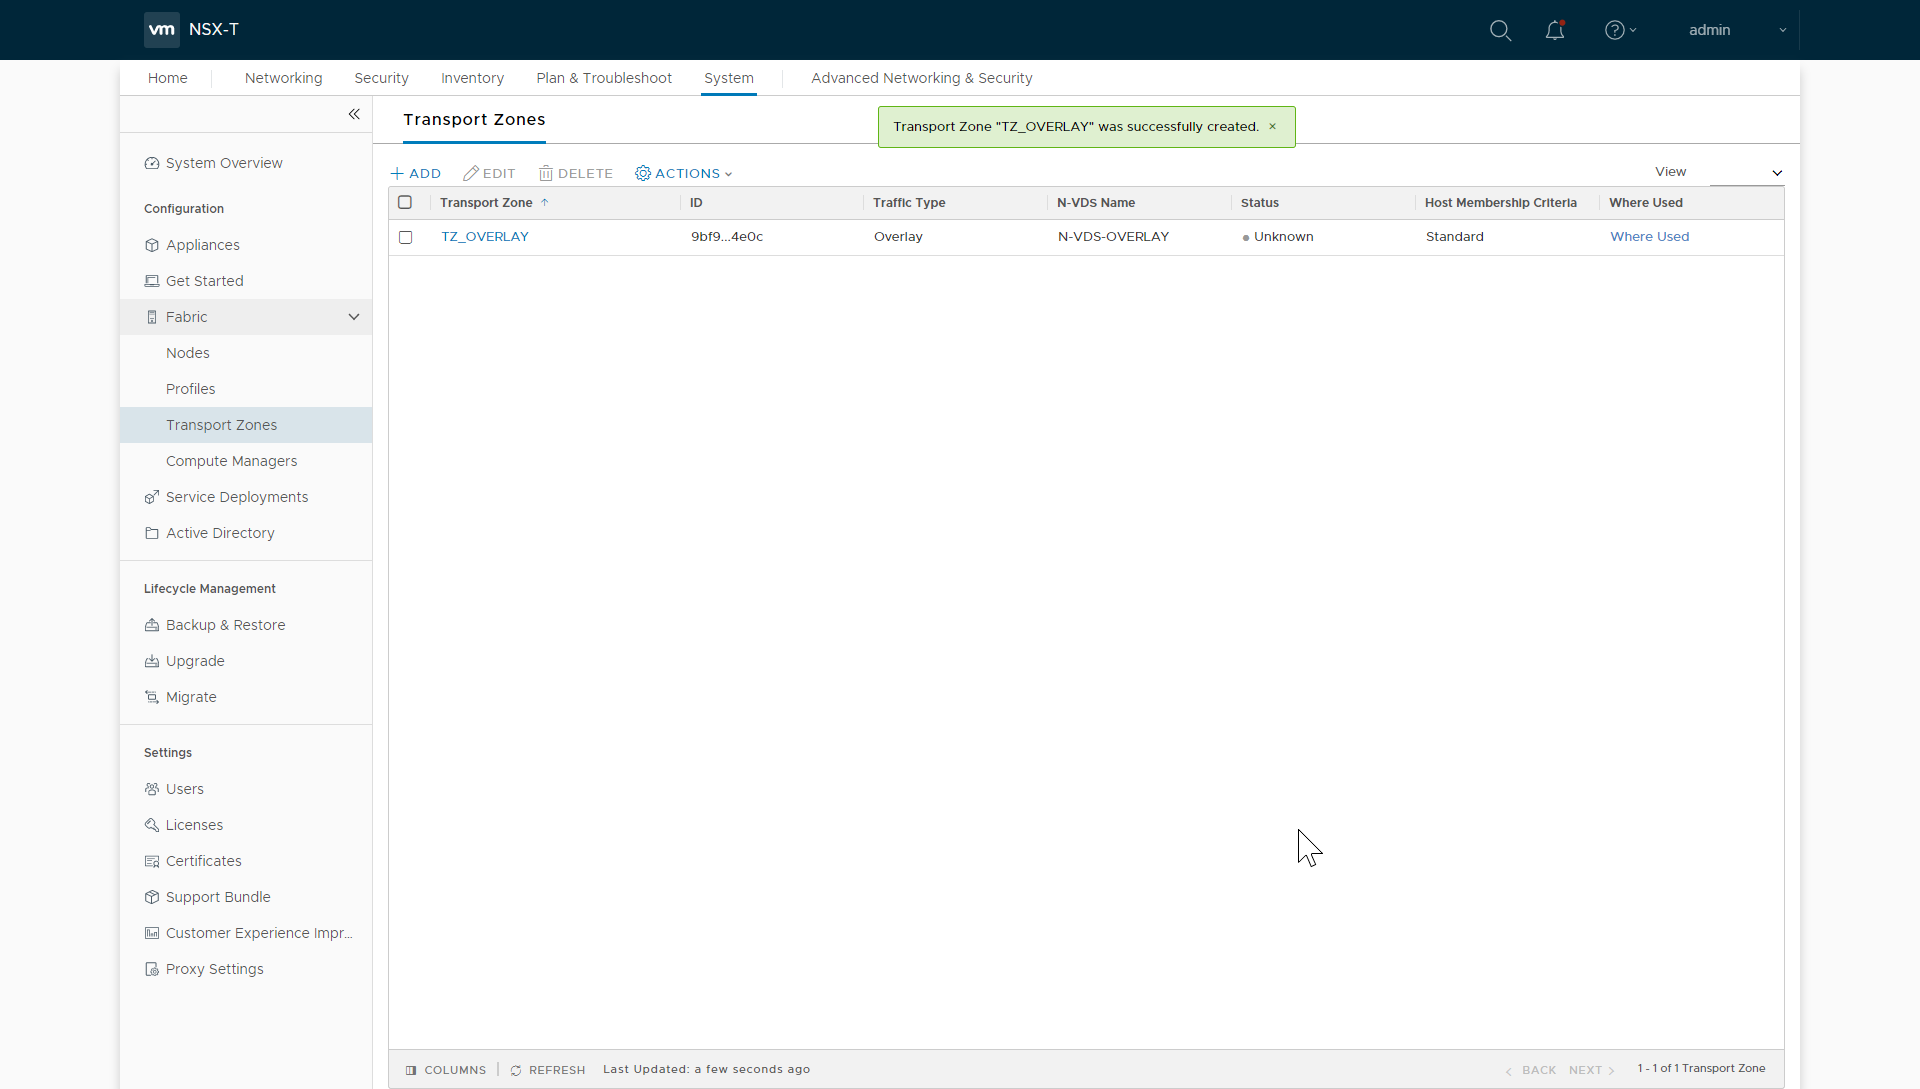 vm NSX-T
admin
Home Networking Security Inventory Plan & Troubleshoot System Advanced Networking & Security
Transport Zones
Transport Zone "TZ_OVERLAY" was successfully created. ×
ADD EDIT DELETE ACTIONS View
Transport Zone ↑ ID Traffic Type N-VDS Name Status Host Membership Criteria Where Used
TZ_OVERLAY 9bf9...4e0c Overlay N-VDS-OVERLAY Unknown Standard Where Used
System Overview
Configuration
Appliances
Get Started
Fabric
Nodes
Profiles
Transport Zones
Compute Managers
Service Deployments
Active Directory
Lifecycle Management
Backup & Restore
Upgrade
Migrate
Settings
Users
Licenses
Certificates
Support Bundle
Customer Experience Impr...
Proxy Settings
COLUMNS REFRESH Last Updated: a few seconds ago BACK NEXT 1 - 1 of 1 Transport Zone